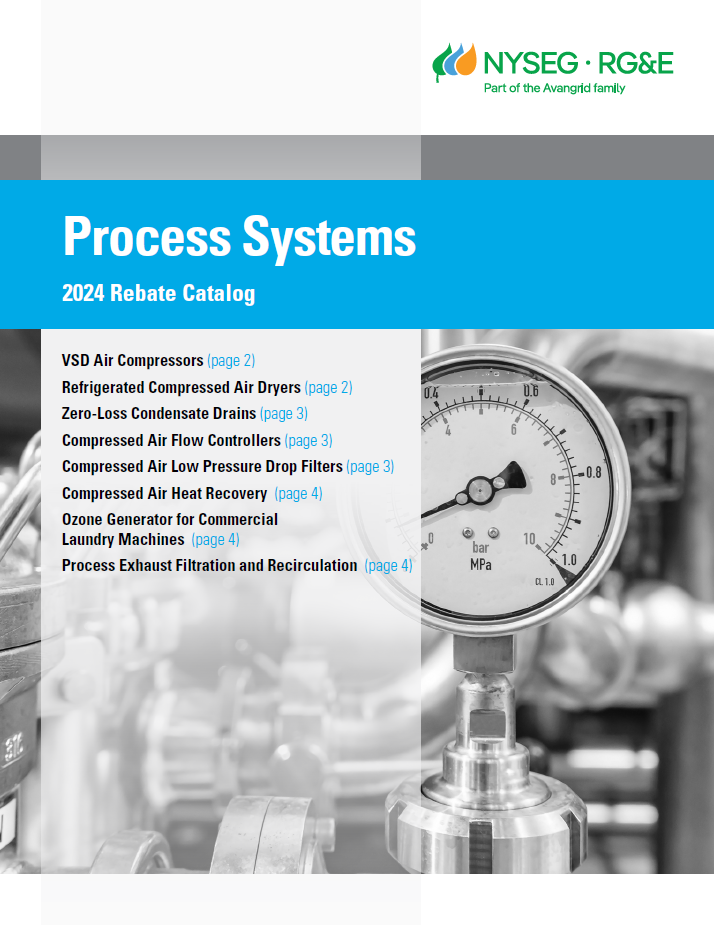 NYSEG · RG&E
Part of the Avangrid family
Process Systems
2024 Rebate Catalog
VSD Air Compressors (page 2)
Refrigerated Compressed Air Dryers (page 2)
Zero-Loss Condensate Drains (page 3)
Compressed Air Flow Controllers (page 3)
Compressed Air Low Pressure Drop Filters (page 3)
Compressed Air Heat Recovery (page 4)
Ozone Generator for Commercial
Laundry Machines (page 4)
Process Exhaust Filtration and Recirculation (page 4)
0.4 0.6
4 6
8 0.8
0 bar 10
MPa 1.0
CL 1.0